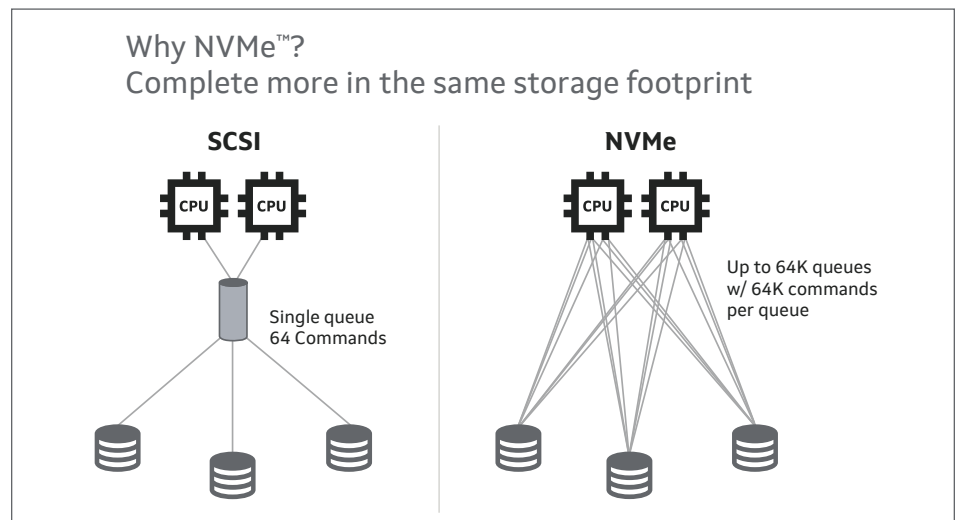 Why NVMe™?
Complete more in the same storage footprint
SCSI
CPU CPU
Single queue
64 Commands
NVMe
CPU CPU
Up to 64K queues
w/ 64K commands
per queue